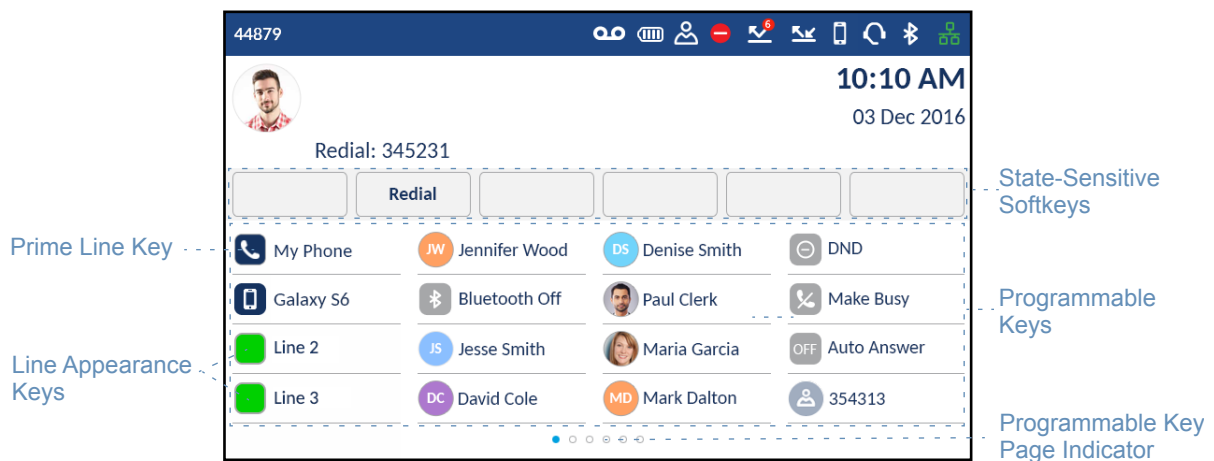 44879
6
10:10 AM
03 Dec 2016
Redial: 345231
Redial
State-Sensitive
Softkeys
Prime Line Key
My Phone
JW Jennifer Wood
DS Denise Smith
DND
Galaxy S6
Bluetooth Off
Paul Clerk
Make Busy
Programmable
Keys
Line Appearance
Keys
Line 2
JS Jesse Smith
Maria Garcia
OFF Auto Answer
Line 3
DC David Cole
MD Mark Dalton
354313
Programmable Key
Page Indicator